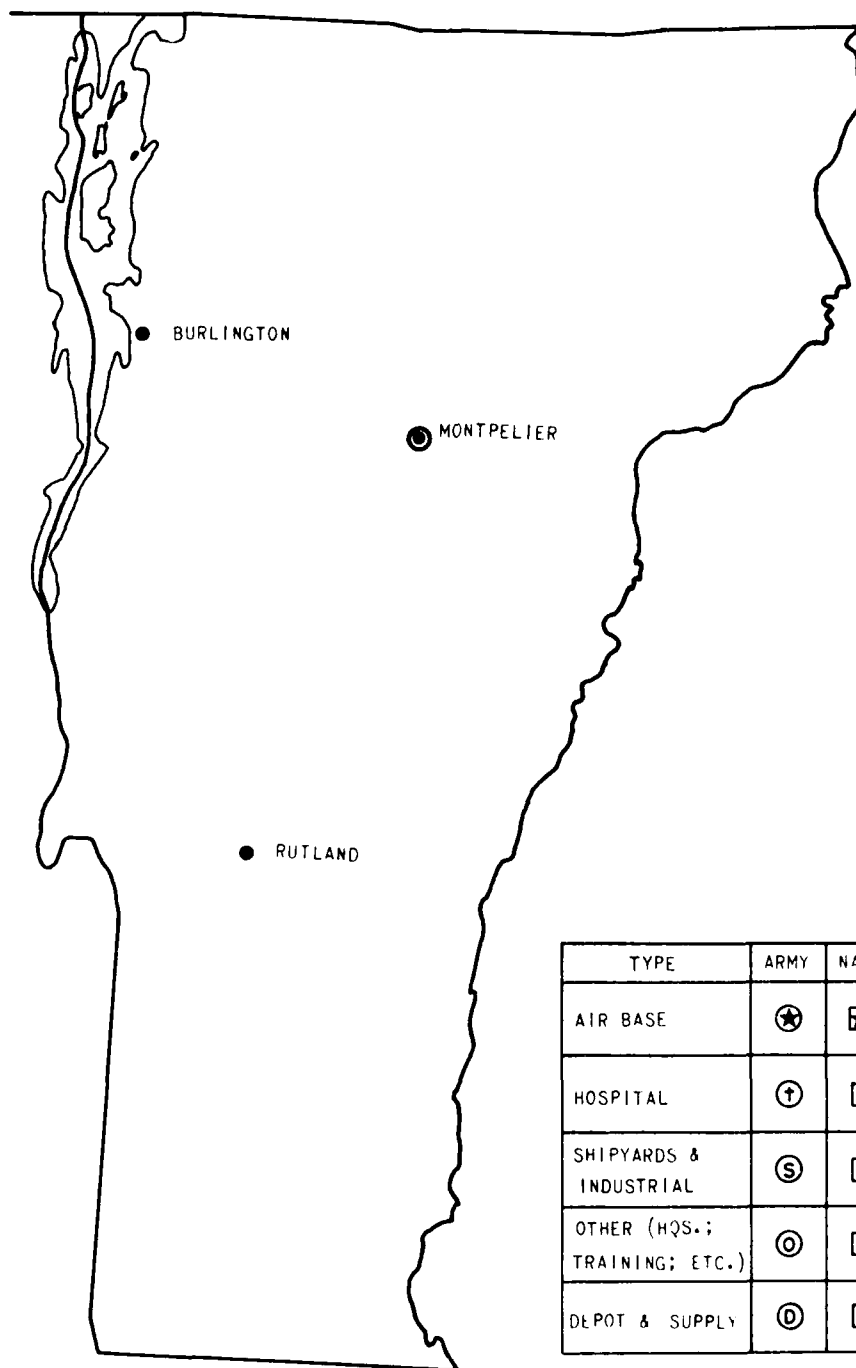 BURLINGTON
MONTPELIER
RUTLAND
TYPE ARMY
AIR BASE
HOSPITAL
SHIPYARDS &
INDUSTRIAL
S
OTHER (HQS.;
TRAINING; ETC.)
O
DEPOT & SUPPLY D